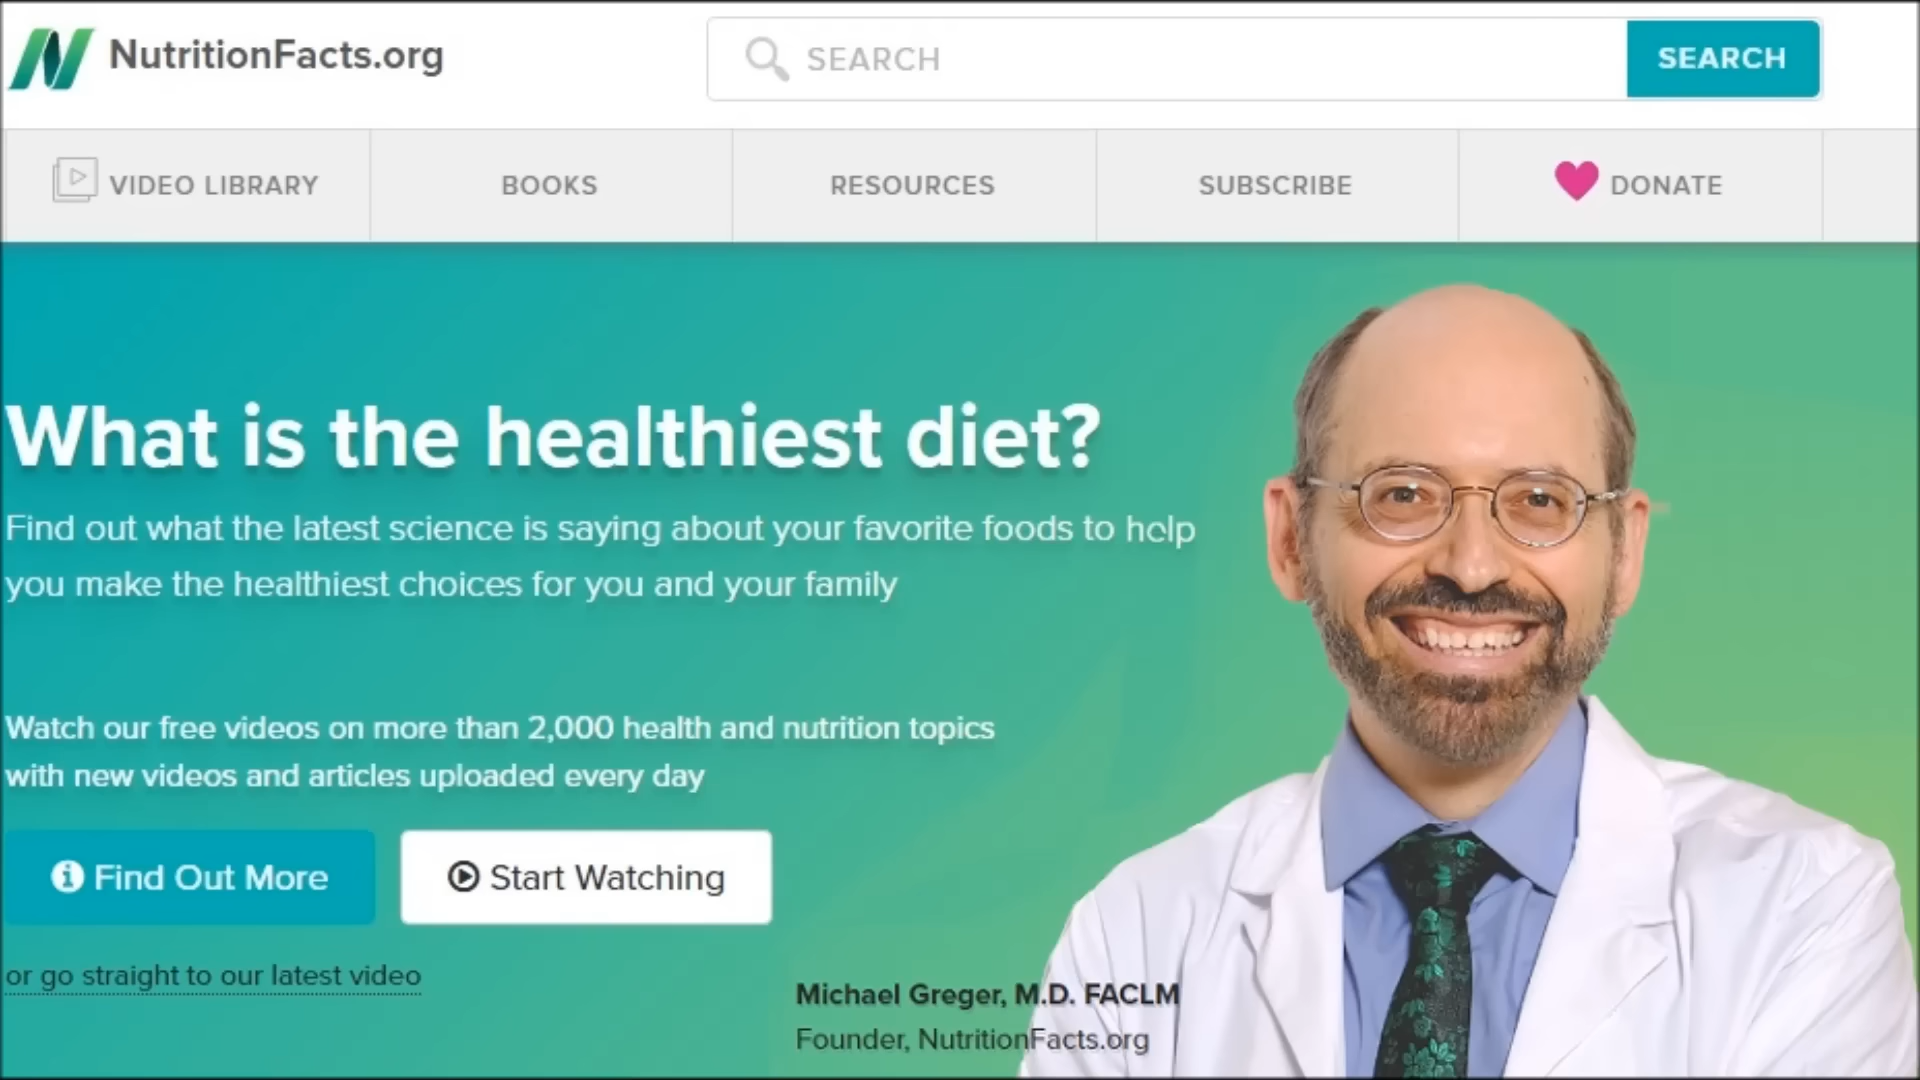 NutritionFacts.org
SEARCH
SEARCH
VIDEO LIBRARY
BOOKS
RESOURCES
SUBSCRIBE
DONATE
What is the healthiest diet?
Find out what the latest science is saying about your favorite foods to help
you make the healthiest choices for you and your family
Watch our free videos on more than 2,000 health and nutrition topics
with new videos and articles uploaded every day
Find Out More
Start Watching
or go straight to our latest video
Michael Greger, M.D. FACLM
Founder, NutritionFacts.org